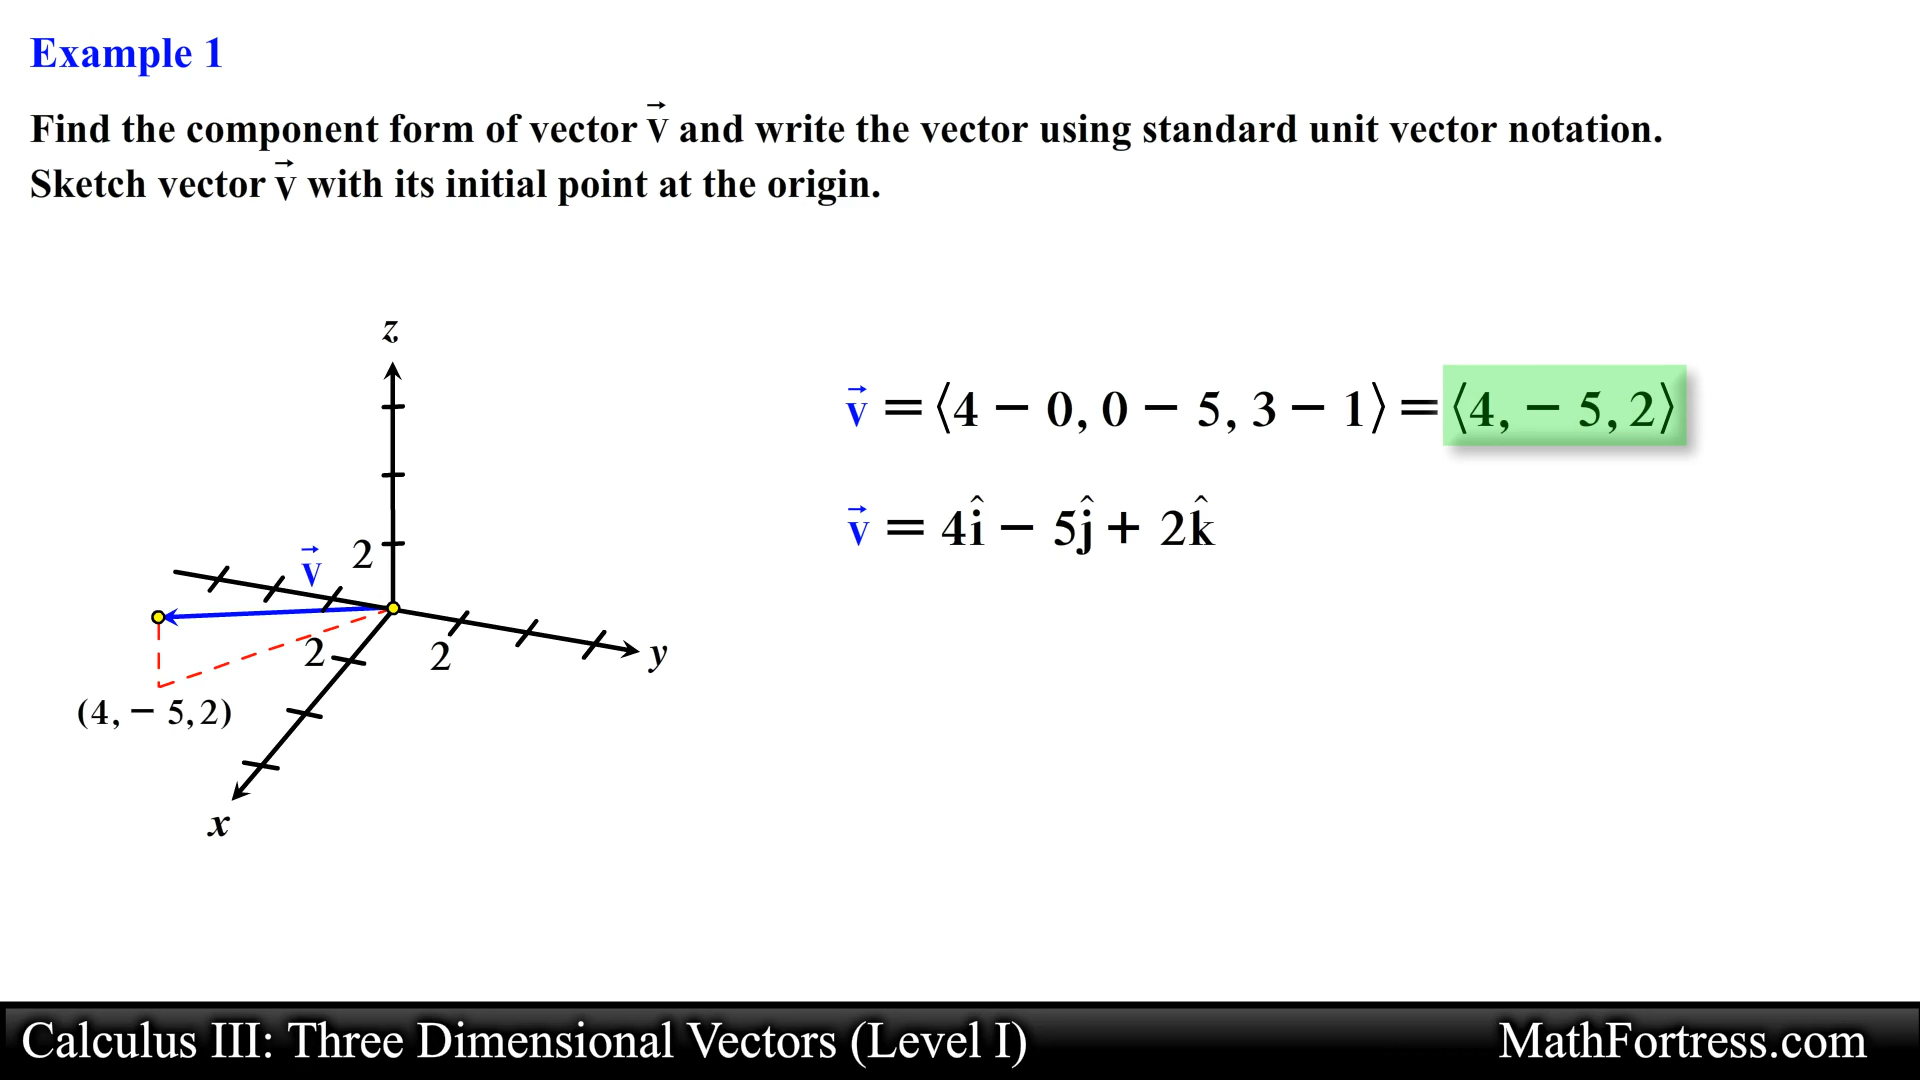 Example 1
Find the component form of vector v⃗ and write the vector using standard unit vector notation.
Sketch vector v⃗ with its initial point at the origin.
z
v⃗ = ⟨4 − 0, 0 − 5, 3 − 1⟩ = ⟨4, − 5, 2⟩
v⃗ = 4î − 5ĵ + 2k̂
v⃗ 2
2 2 y
(4, − 5, 2)
x
Calculus III: Three Dimensional Vectors (Level I) MathFortress.com